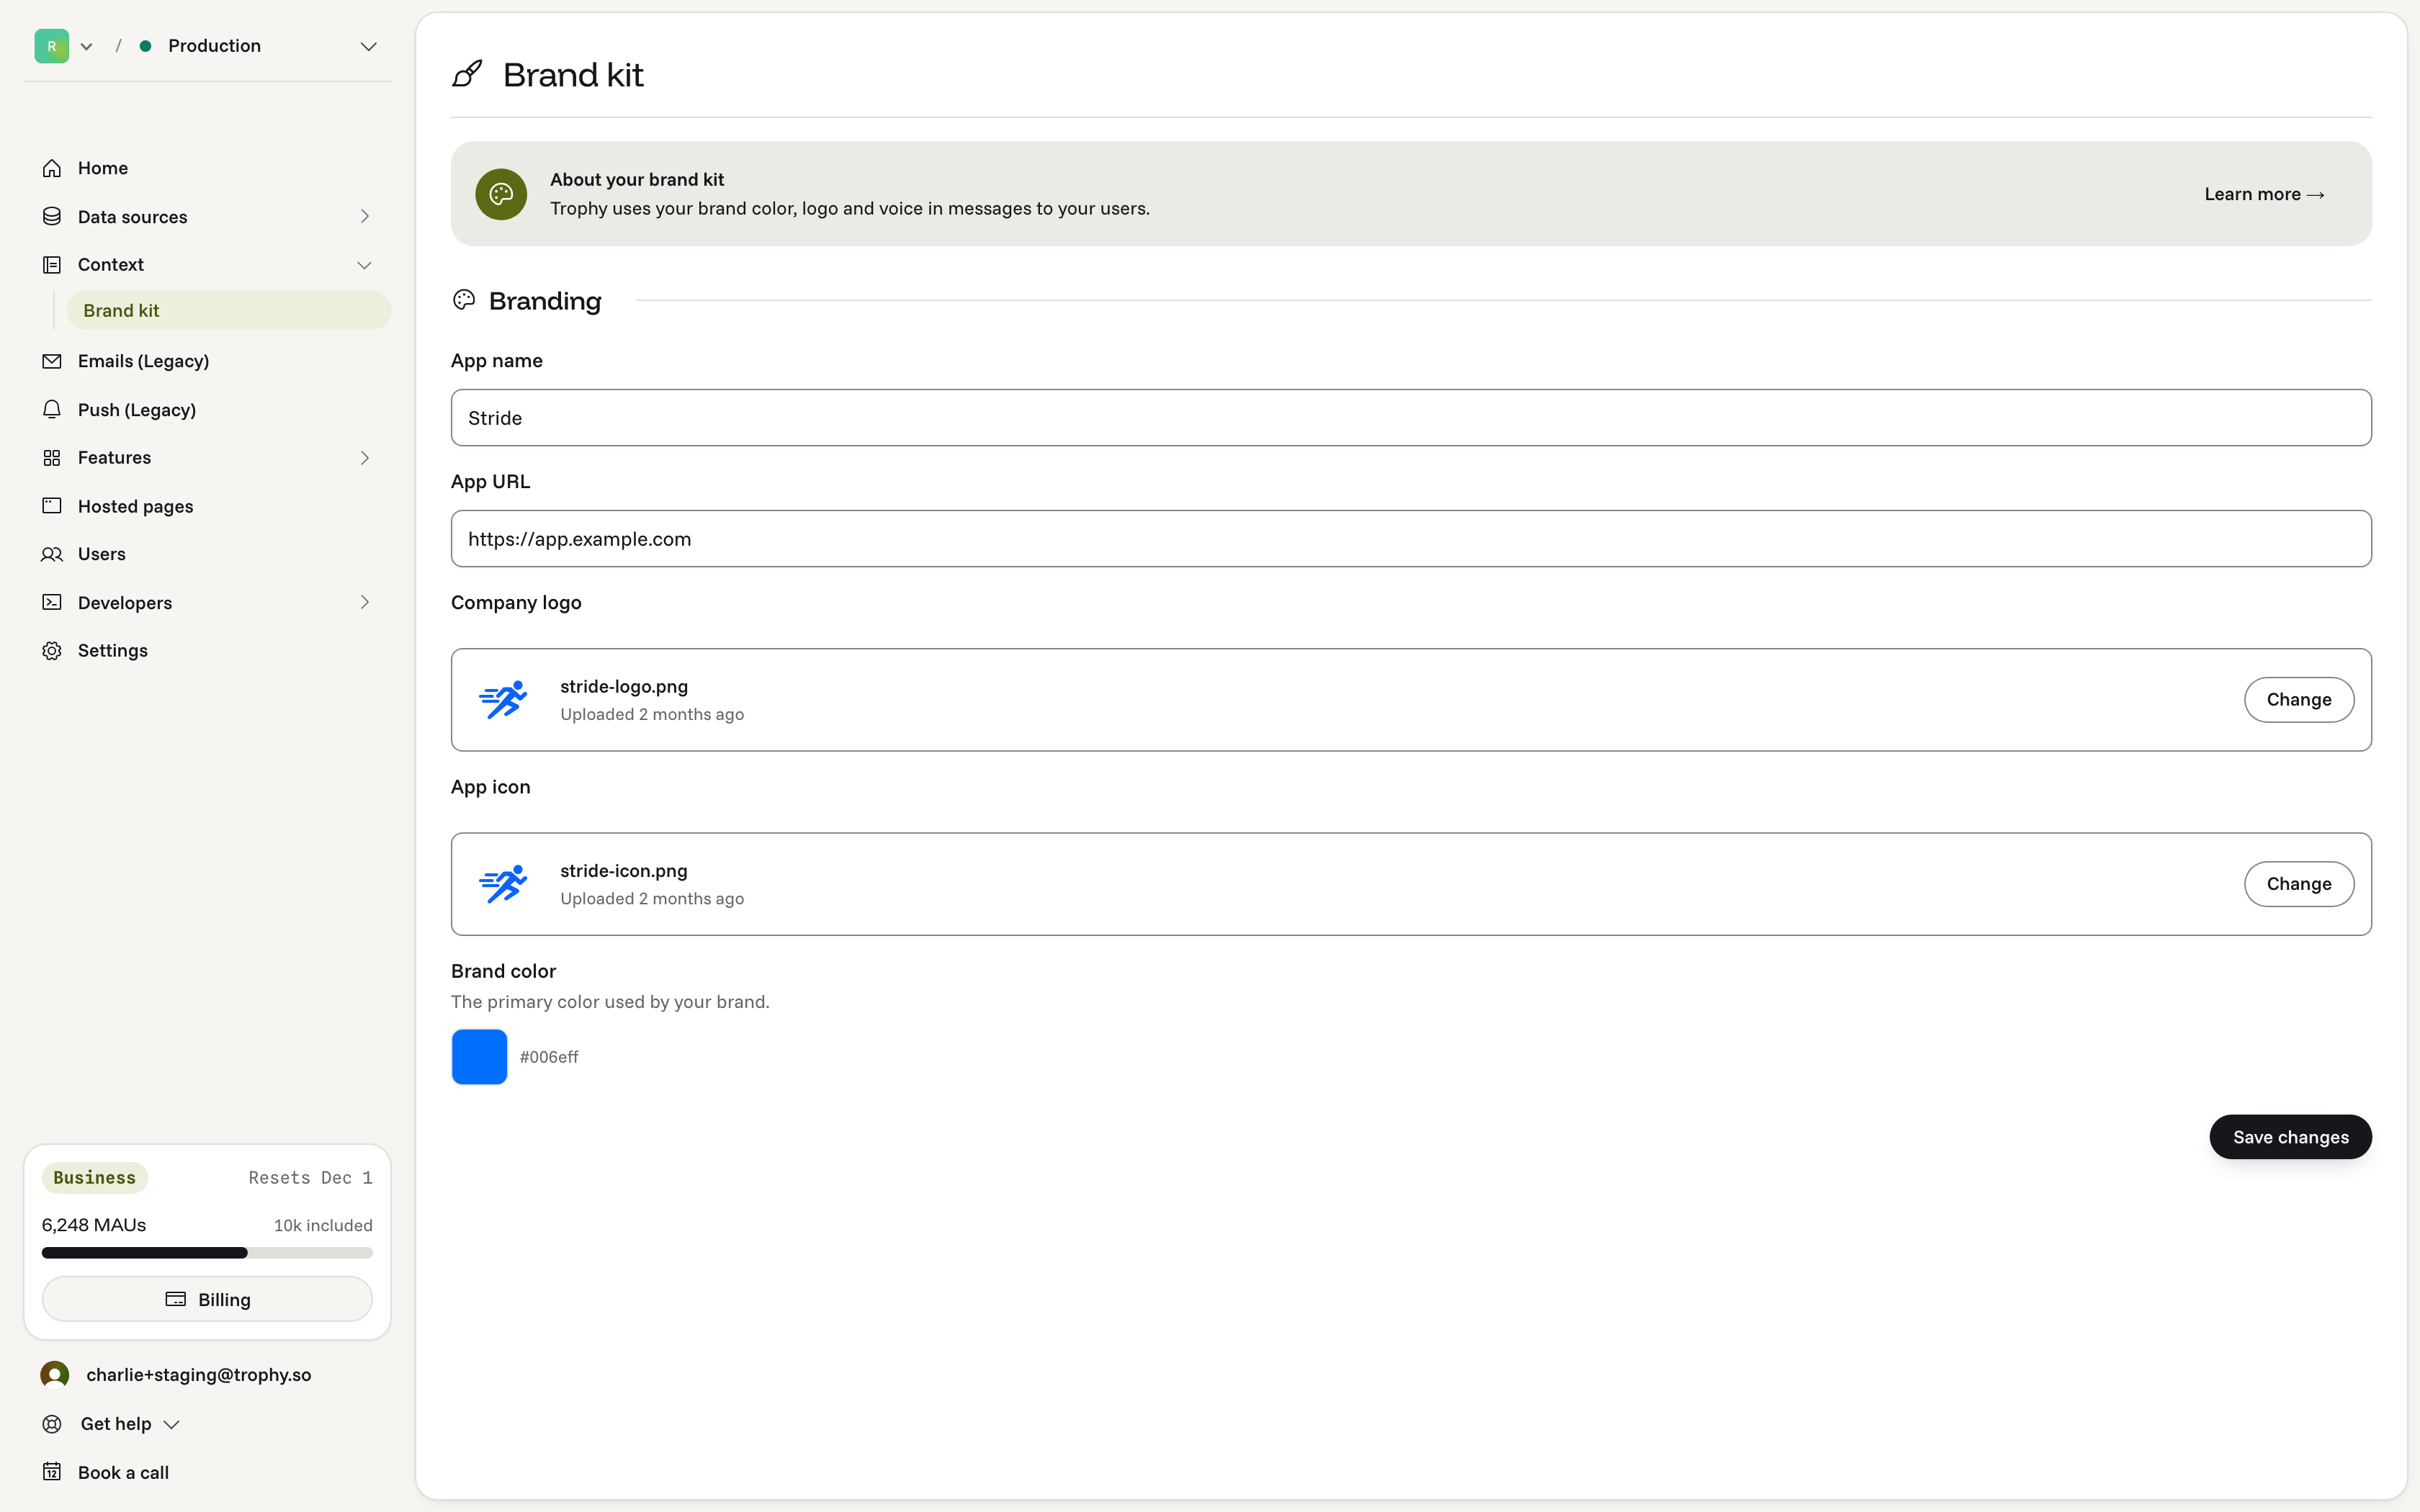 R
/
Production
Home
Data sources
Context
Brand kit
Emails (Legacy)
Push (Legacy)
Features
Hosted pages
Users
Developers
Settings
Business
Resets Dec 1
6,248 MAUs
10k included
Billing
charlie+staging@trophy.so
Get help
12
Book a call
Brand kit
About your brand kit
Trophy uses your brand color, logo and voice in messages to your users.
Learn more →
Branding
App name
Stride
App URL
https://app.example.com
Company logo
stride-logo.png
Uploaded 2 months ago
Change
App icon
stride-icon.png
Uploaded 2 months ago
Change
Brand color
The primary color used by your brand.
#006eff
Save changes